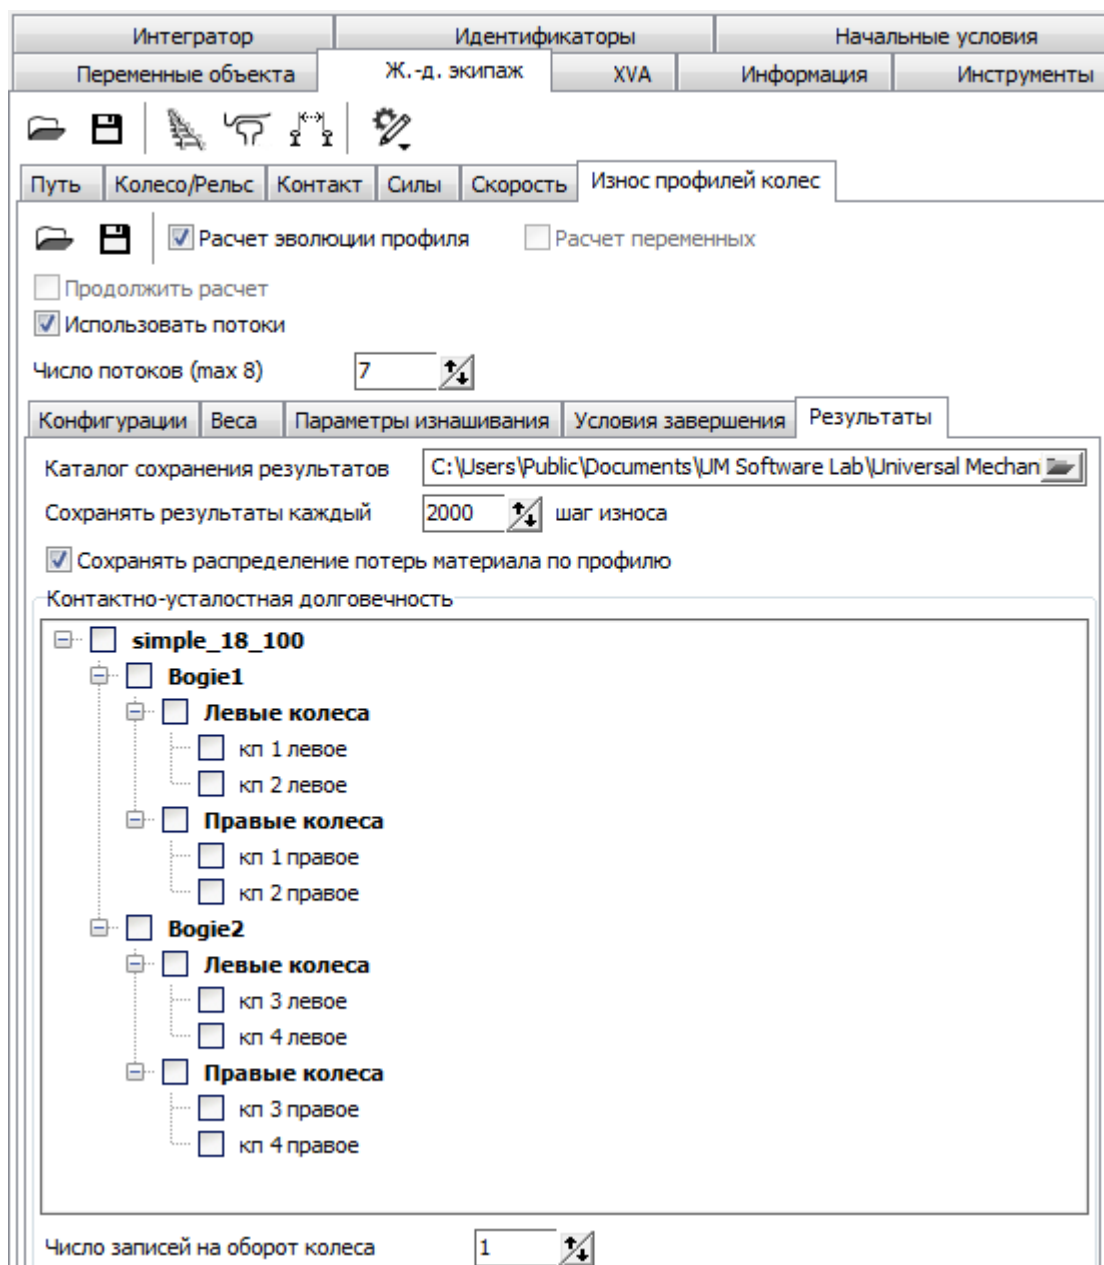 Интегратор Идентификаторы Начальные условия
Переменные объекта Ж.-д. экипаж XVA Информация Инструменты
Путь Колесо/Рельс Контакт Силы Скорость Износ профилей колес
Расчет эволюции профиля Расчет переменных
Продолжить расчет
Использовать потоки
Число потоков (max 8) 7
Конфигурации Веса Параметры изнашивания Условия завершения Результаты
Каталог сохранения результатов C:\Users\Public\Documents\UM Software Lab\Universal Mechan
Сохранять результаты каждый 2000 шаг износа
Сохранять распределение потерь материала по профилю
Контактно-усталостная долговечность
simple_18_100
Bogie1
Левые колеса
кп 1 левое
кп 2 левое
Правые колеса
кп 1 правое
кп 2 правое
Bogie2
Левые колеса
кп 3 левое
кп 4 левое
Правые колеса
кп 3 правое
кп 4 правое
Число записей на оборот колеса 1